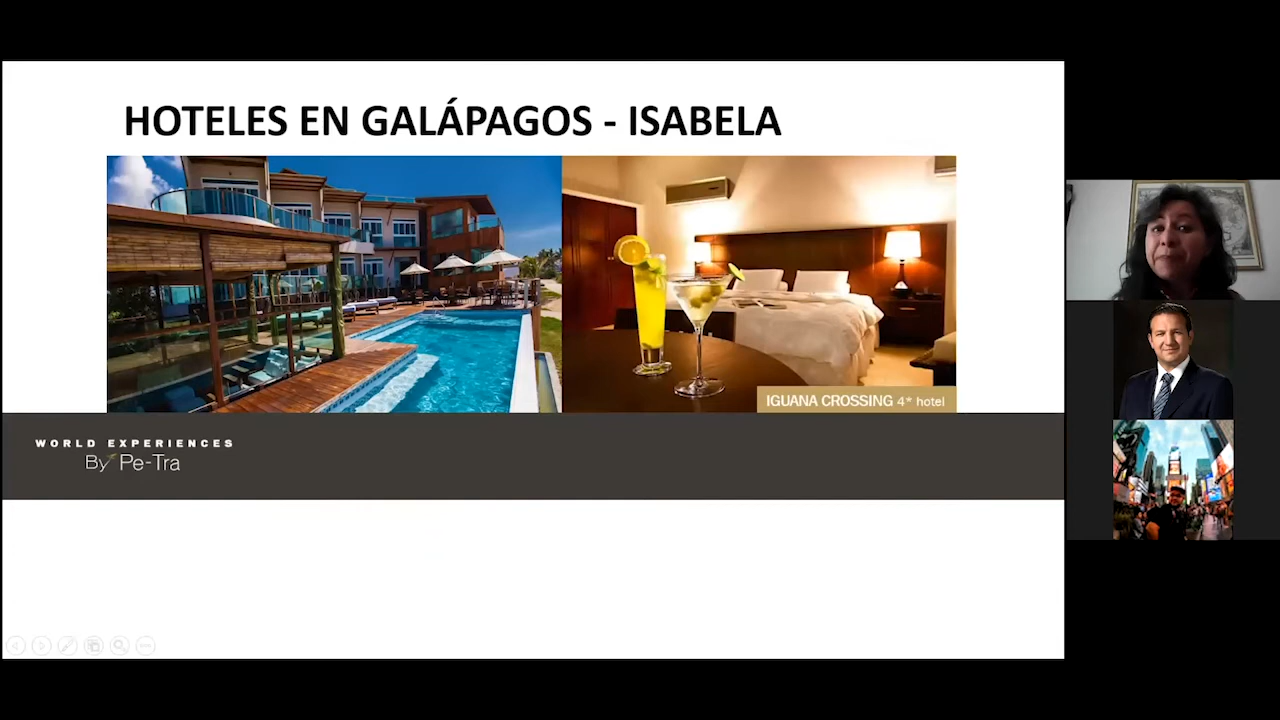 HOTELES EN GALÁPAGOS - ISABELA
IGUANA CROSSING 4* hotel
WORLD EXPERIENCES
By Pe-Tra